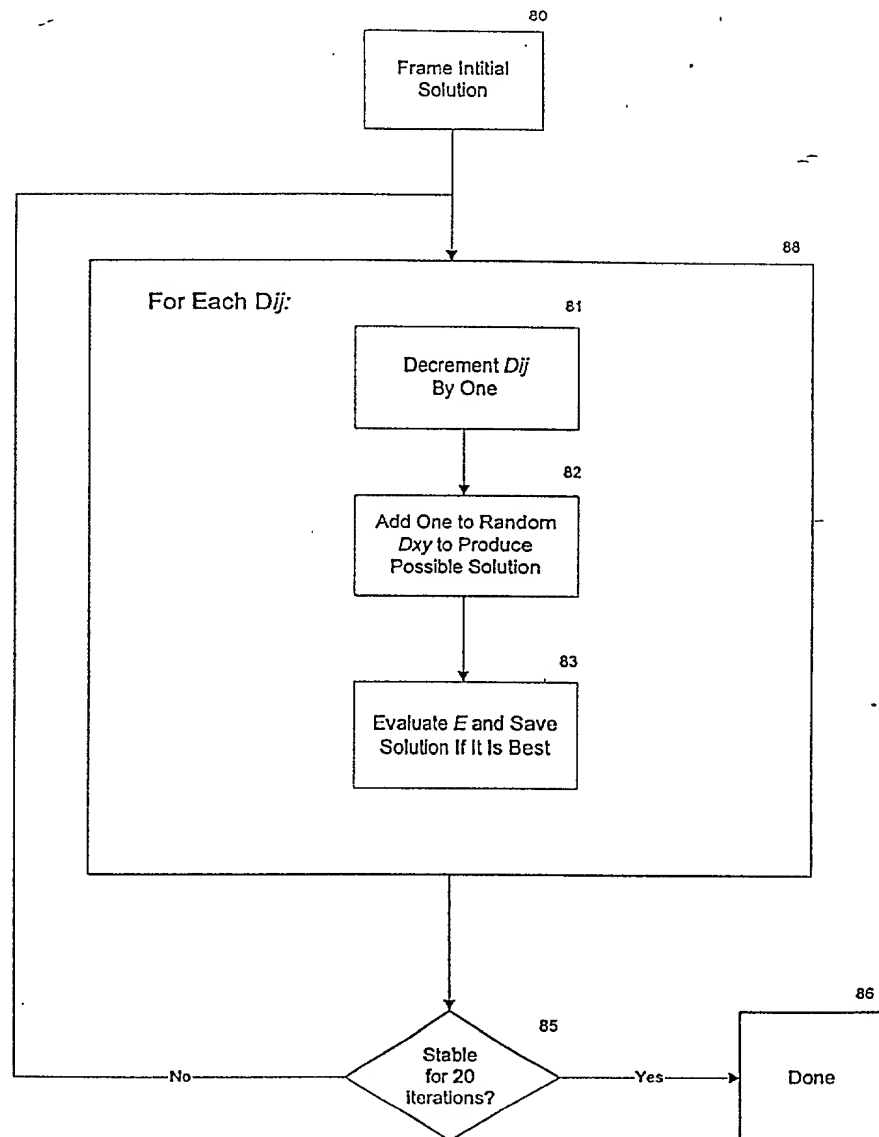 80
Frame Intitial
Solution
88
For Each Dij:
81
Decrement Dij
By One
82
Add One to Random
Dxy to Produce
Possible Solution
83
Evaluate E and Save
Solution If It Is Best
85
86
Stable
for 20
iterations?
No
Yes
Done